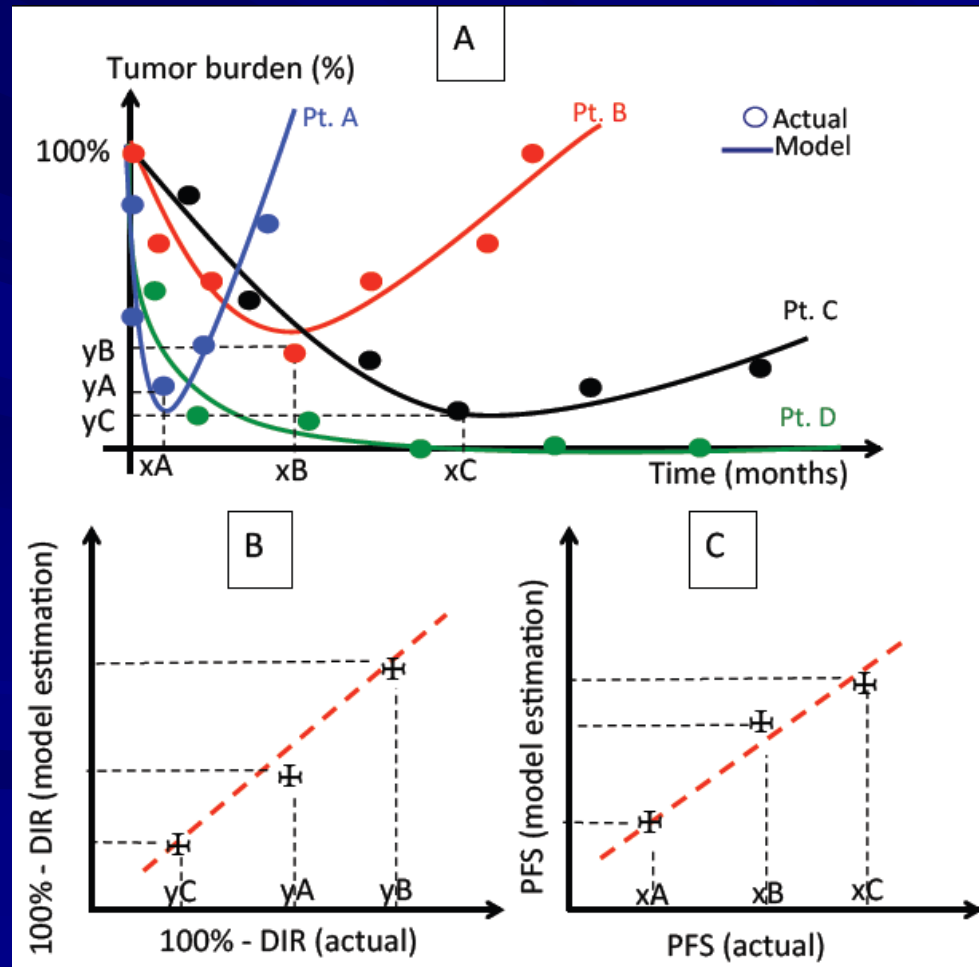 A
Tumor burden (%)
Pt. A
Pt. B
Actual
Model
100%
Pt. C
yB
yA
yC
Pt. D
xA
xB
xC
Time (months)
B
C
100% - DIR (model estimation)
PFS (model estimation)
yC
yA
yB
xA
xB
xC
100% - DIR (actual)
PFS (actual)